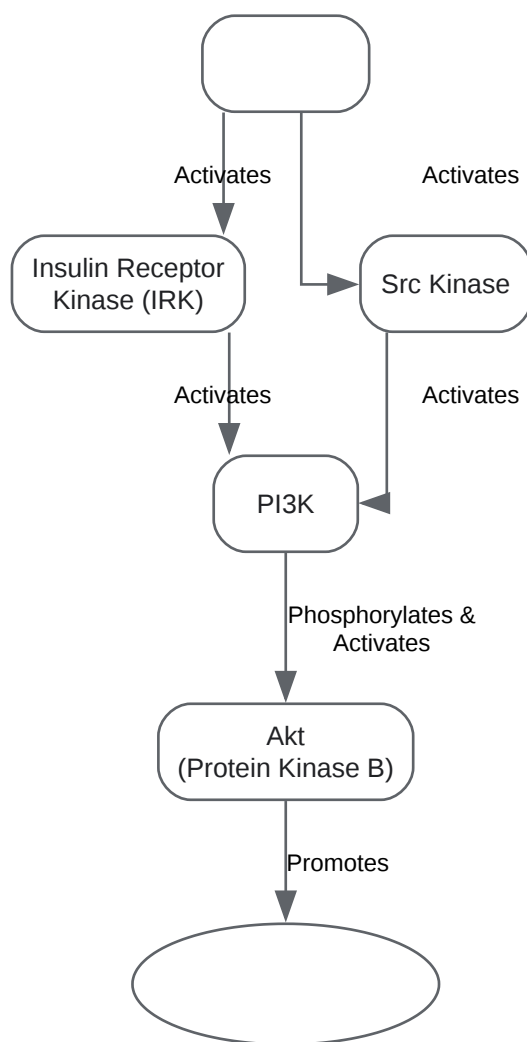 Activates
Activates
Insulin Receptor
Kinase (IRK)
Src Kinase
Activates
Activates
PI3K
Phosphorylates &
Activates
Akt
(Protein Kinase B)
Promotes